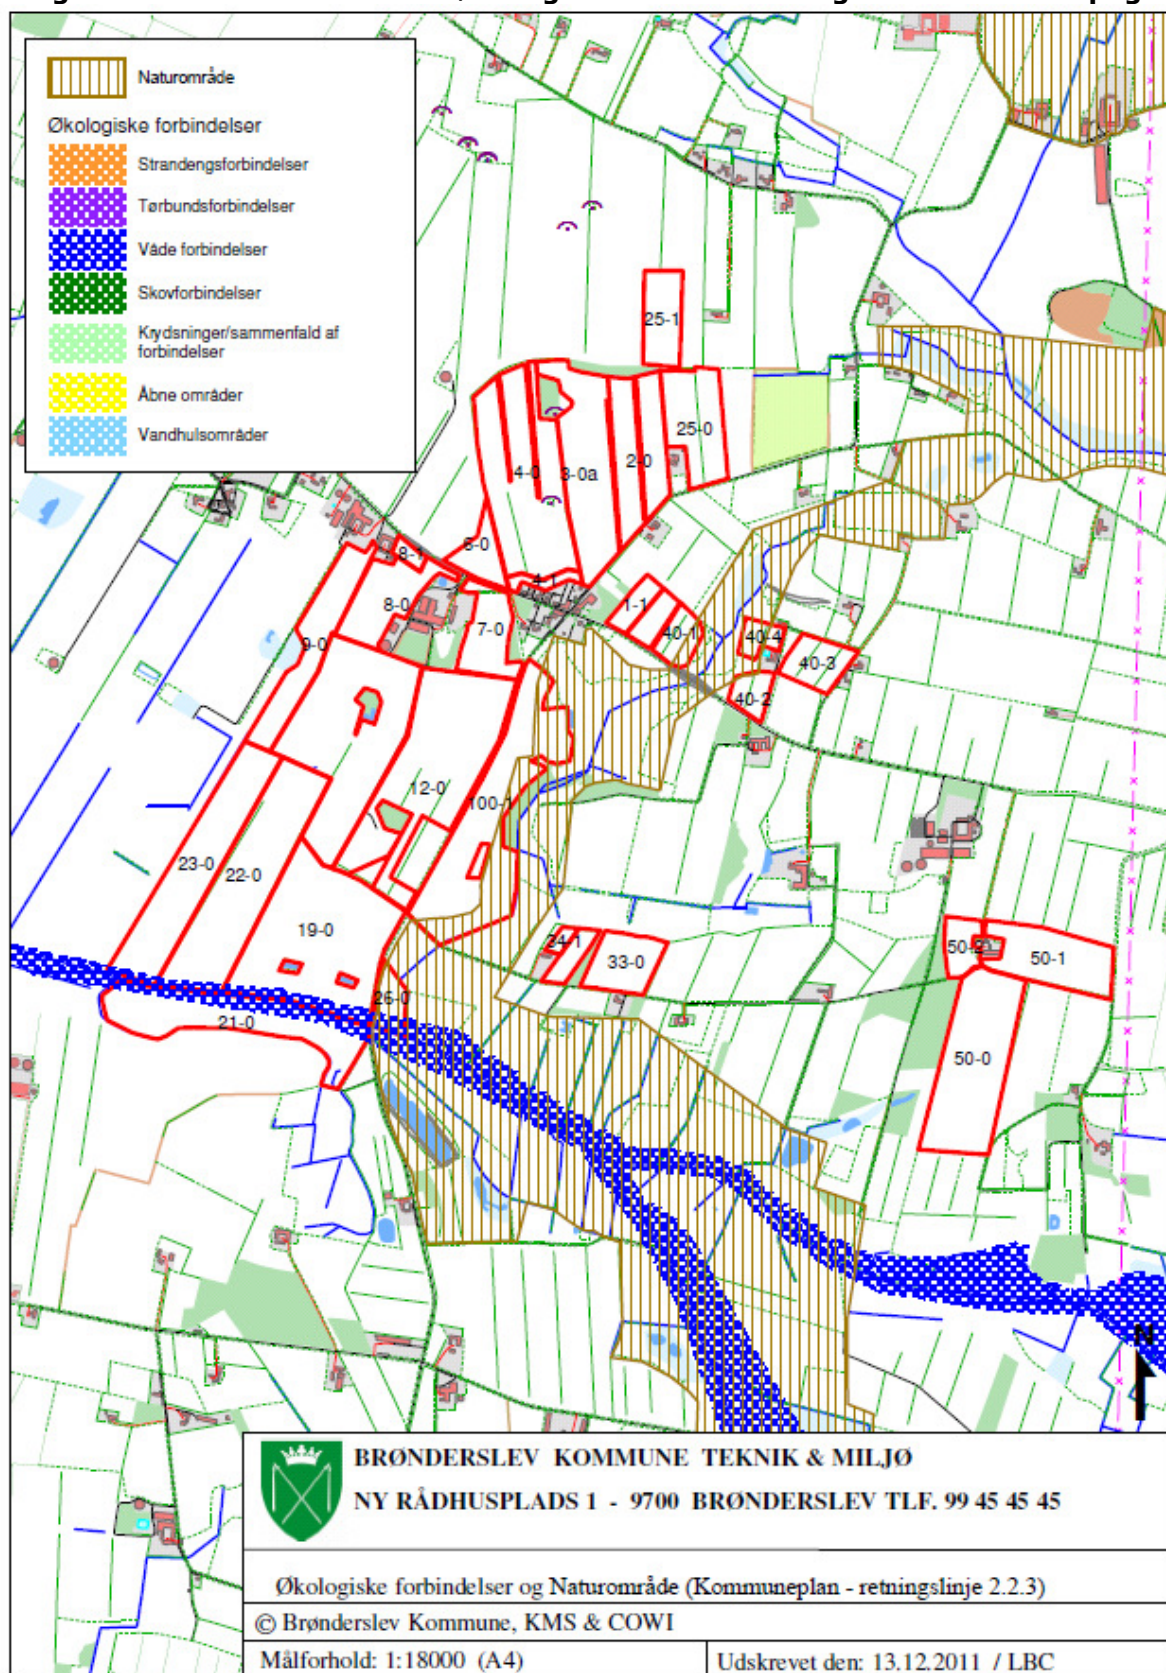 Naturområde
Økologiske forbindelser
Strandengsforbindelser
Tørbundsforbindelser
Våde forbindelser
Skovforbindelser
Krydsninger/sammenfald af
forbindelser
Åbne områder
Vandhulsområder
25-1
25-0
4-0
3-0a
2-0
6-0
8-1
4-1
8-0
7-0
1-1
40-1
40-4
40-3
9-0
40-2
12-0
100-1
23-0
22-0
19-0
24-1
33-0
50-2
50-1
26-0
21-0
50-0
N
BRØNDERSLEV KOMMUNE TEKNIK & MILJØ
NY RÅDHUSPLADS 1 - 9700 BRØNDERSLEV TLF. 99 45 45 45
Økologiske forbindelser og Naturområde (Kommuneplan - retningslinje 2.2.3)
© Brønderslev Kommune, KMS & COWI
Målforhold: 1:18000 (A4)
Udskrevet den: 13.12.2011 / LBC